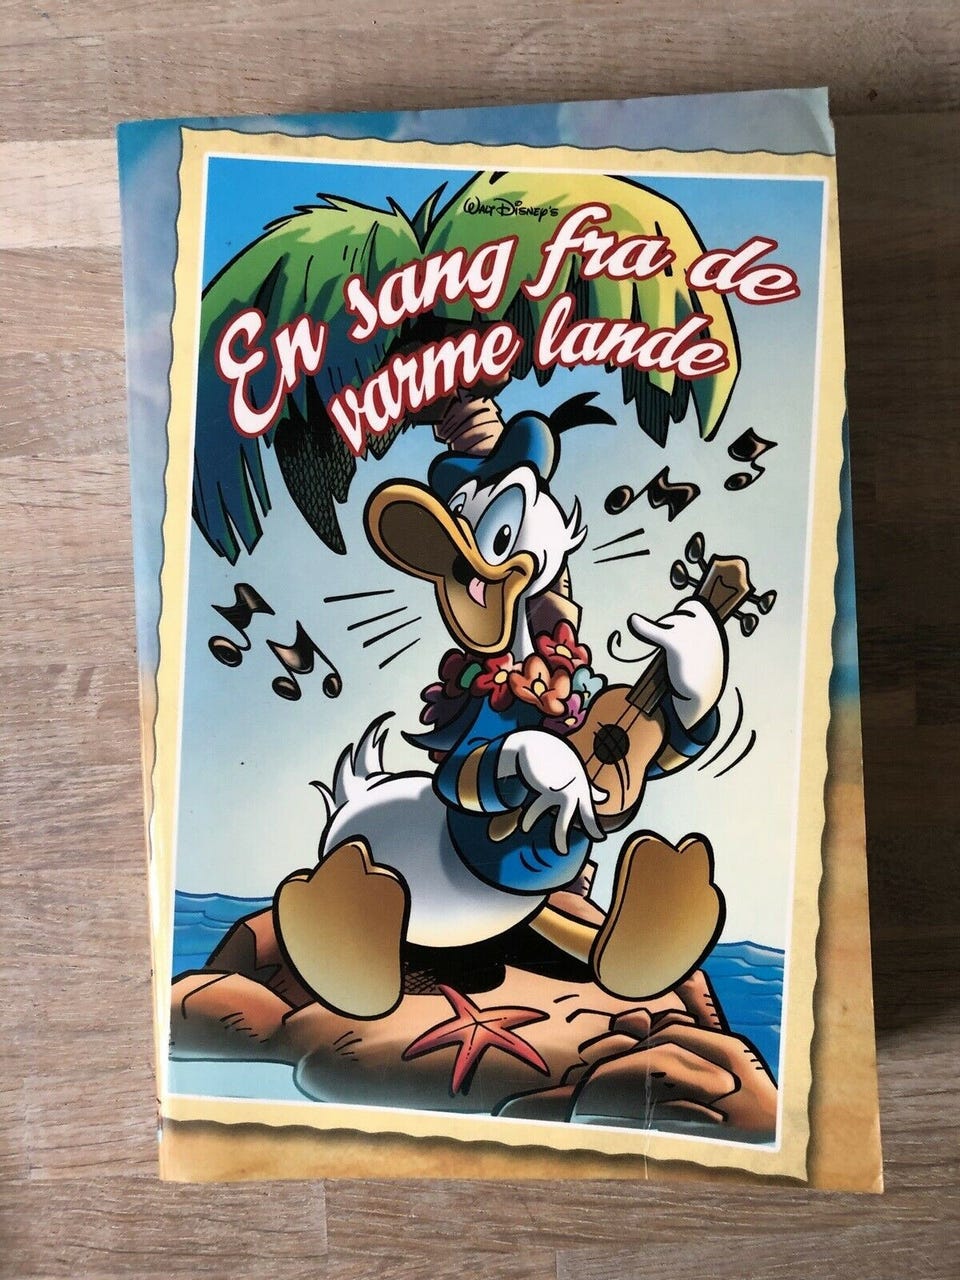 Walt Disney's
En sang fra de
varme lande